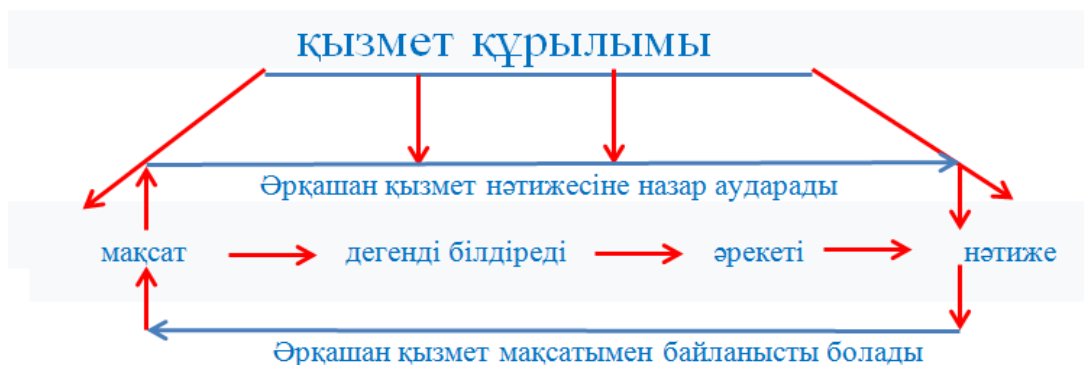 қызмет құрылымы
Әрқашан қызмет нәтижесіне назар аударады
мақсат дегенді білдіреді әрекеті нәтиже
Әрқашан қызмет мақсатымен байланысты болады